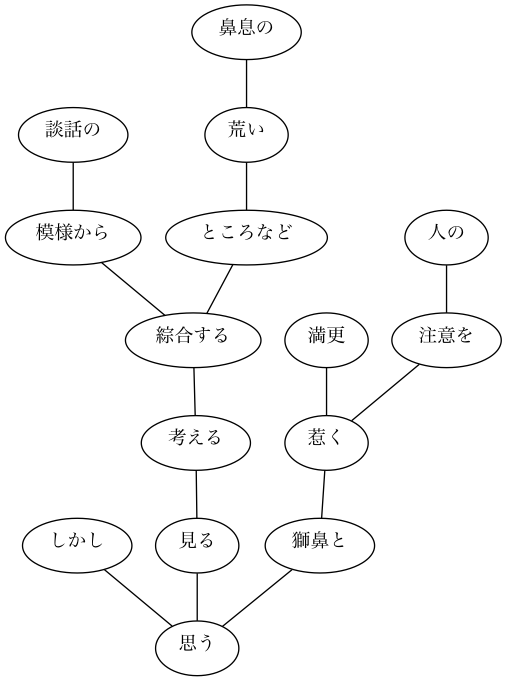 鼻息の
談話の
荒い
模様から
ところなど
人の
綜合する
満更
注意を
考える
惹く
しかし
見る
獅鼻と
思う